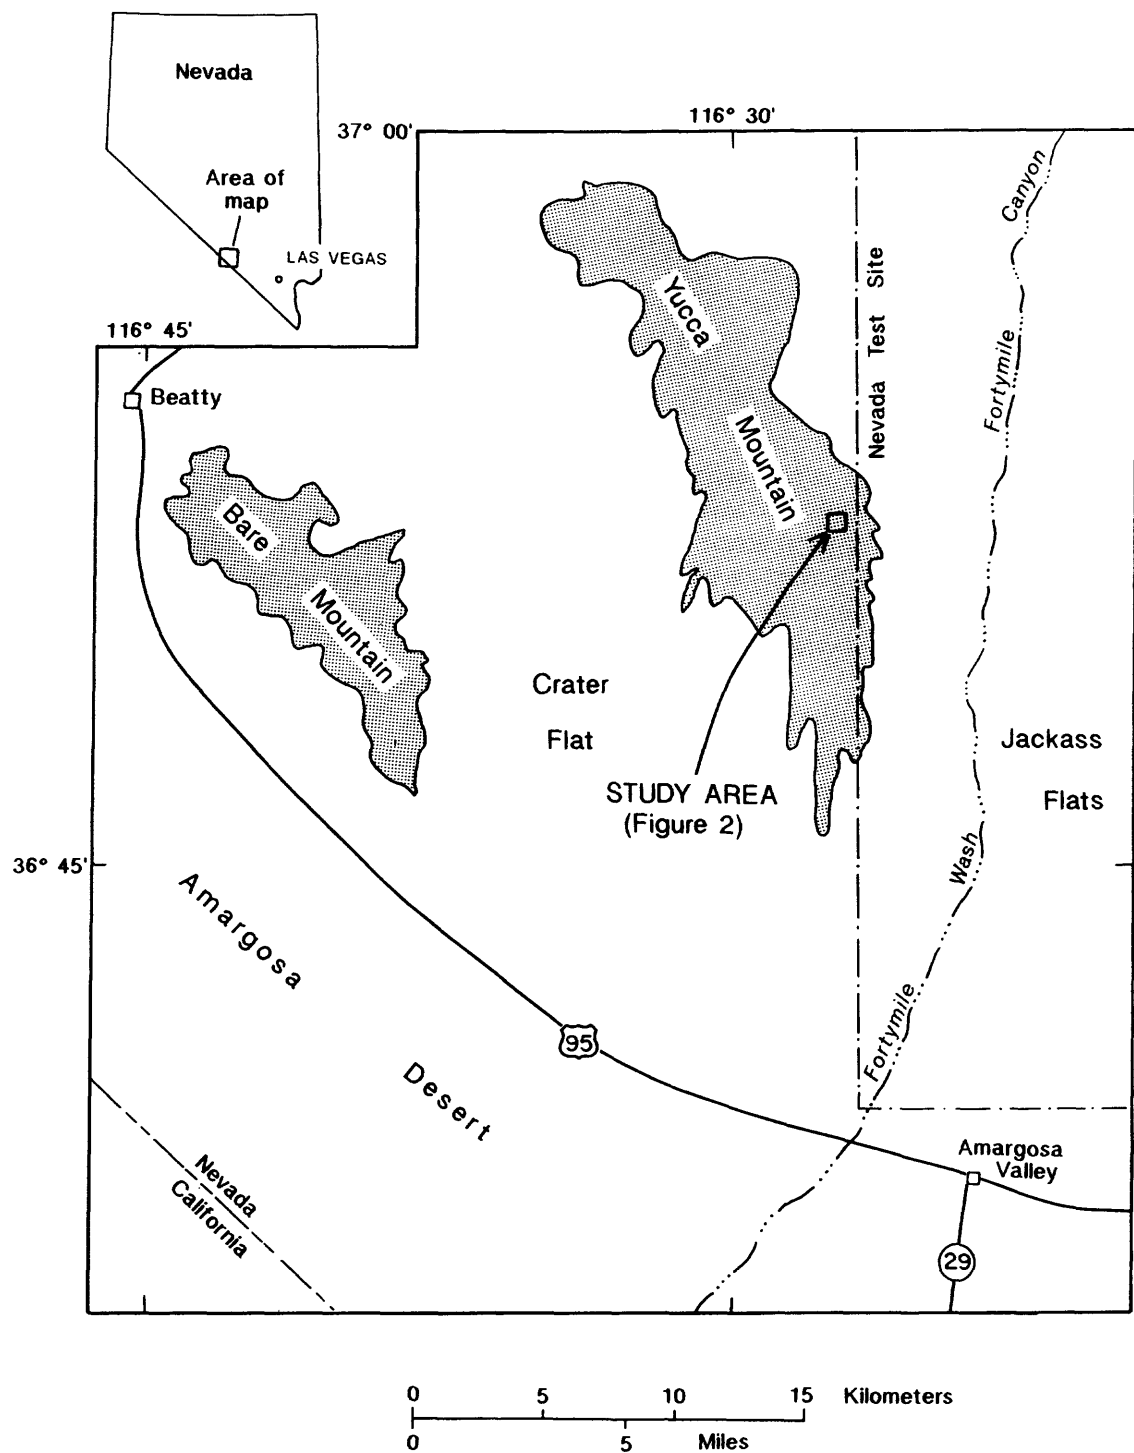 Nevada
Area of
map
LAS VEGAS
116° 30'
37° 00'
116° 45'
Canyon
Fortymile
Nevada Test Site
Yucca
Mountain
Beatty
Bare
Mountain
Crater
Flat
Jackass
Flats
STUDY AREA
(Figure 2)
36° 45'
Wash
Fortymile
Amargosa
Desert
95
Nevada
California
Amargosa
Valley
29
0 5 10 15 Kilometers
0 5 Miles